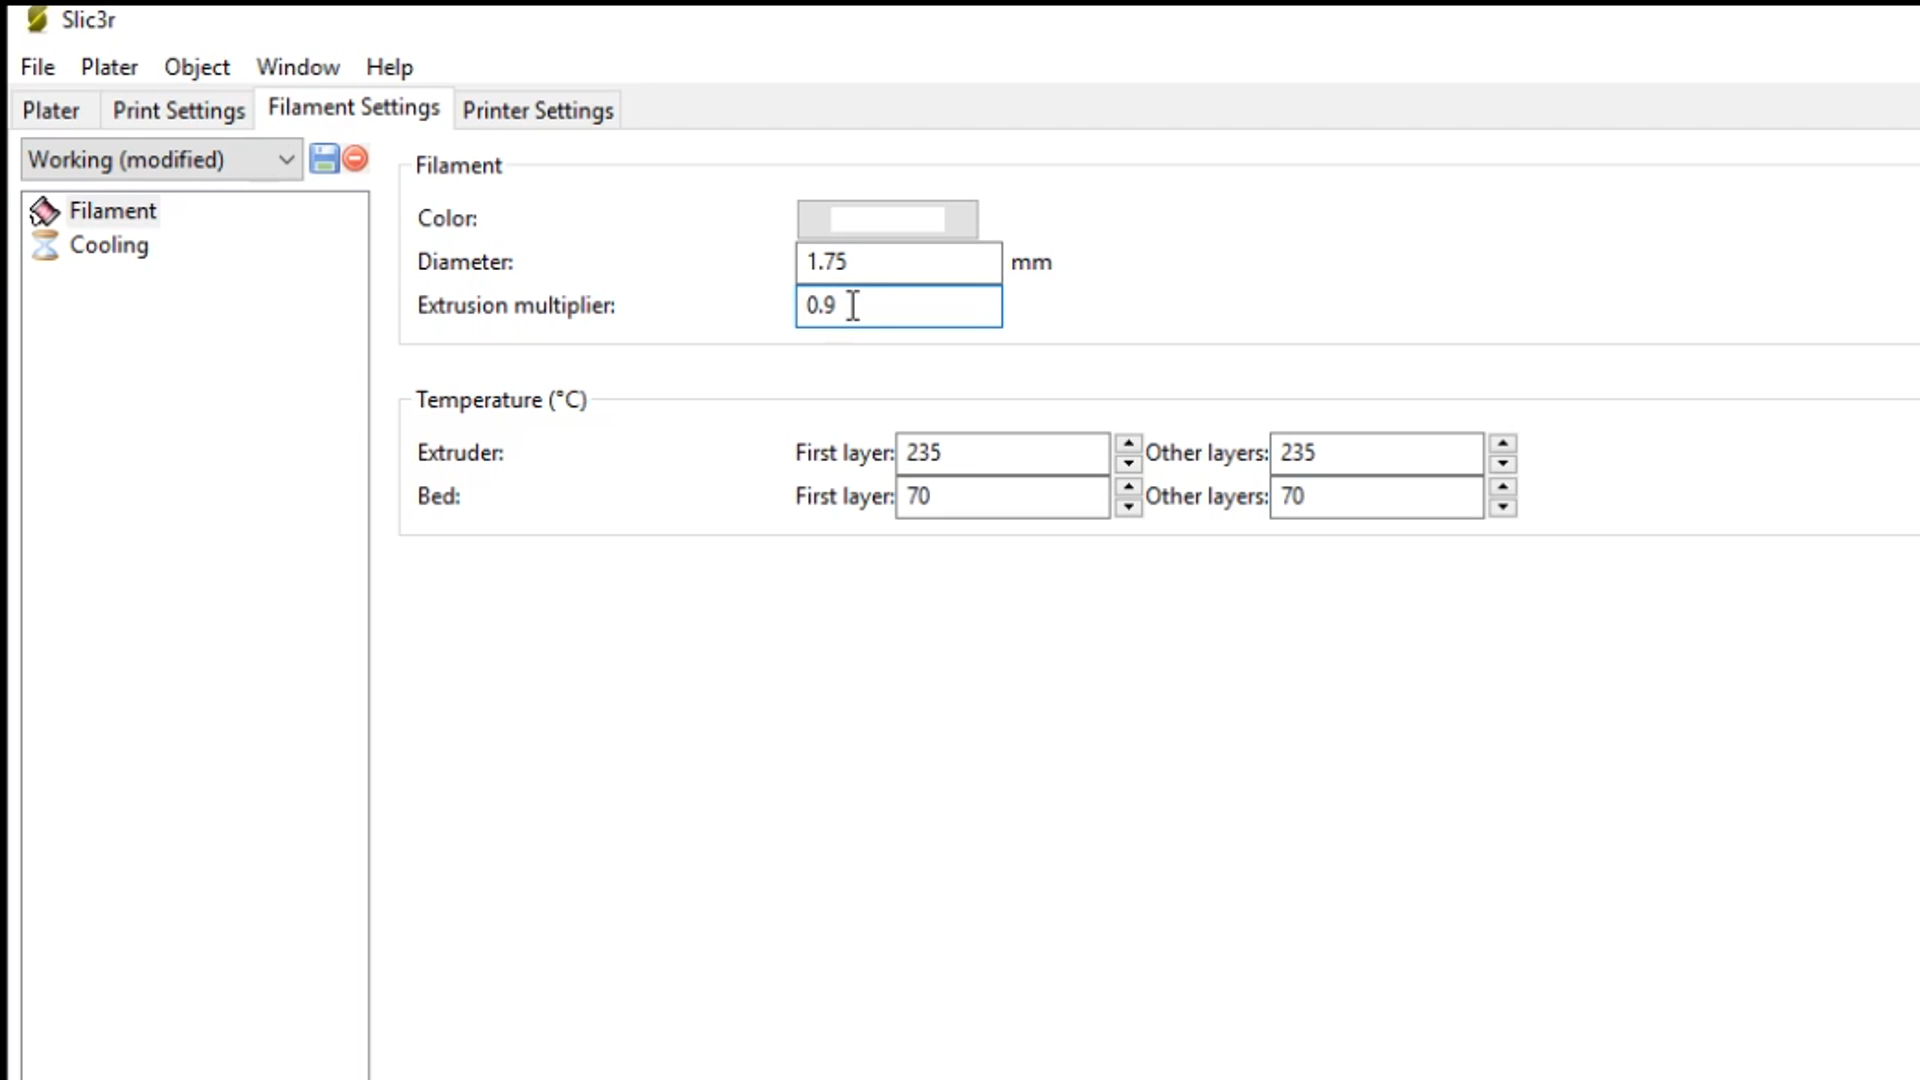 Slic3r
File Plater Object Window Help
Plater Print Settings Filament Settings Printer Settings
Working (modified)
Filament
Cooling
Filament
Color:
Diameter: 1.75 mm
Extrusion multiplier: 0.9
Temperature (°C)
Extruder: First layer: 235 Other layers: 235
Bed: First layer: 70 Other layers: 70